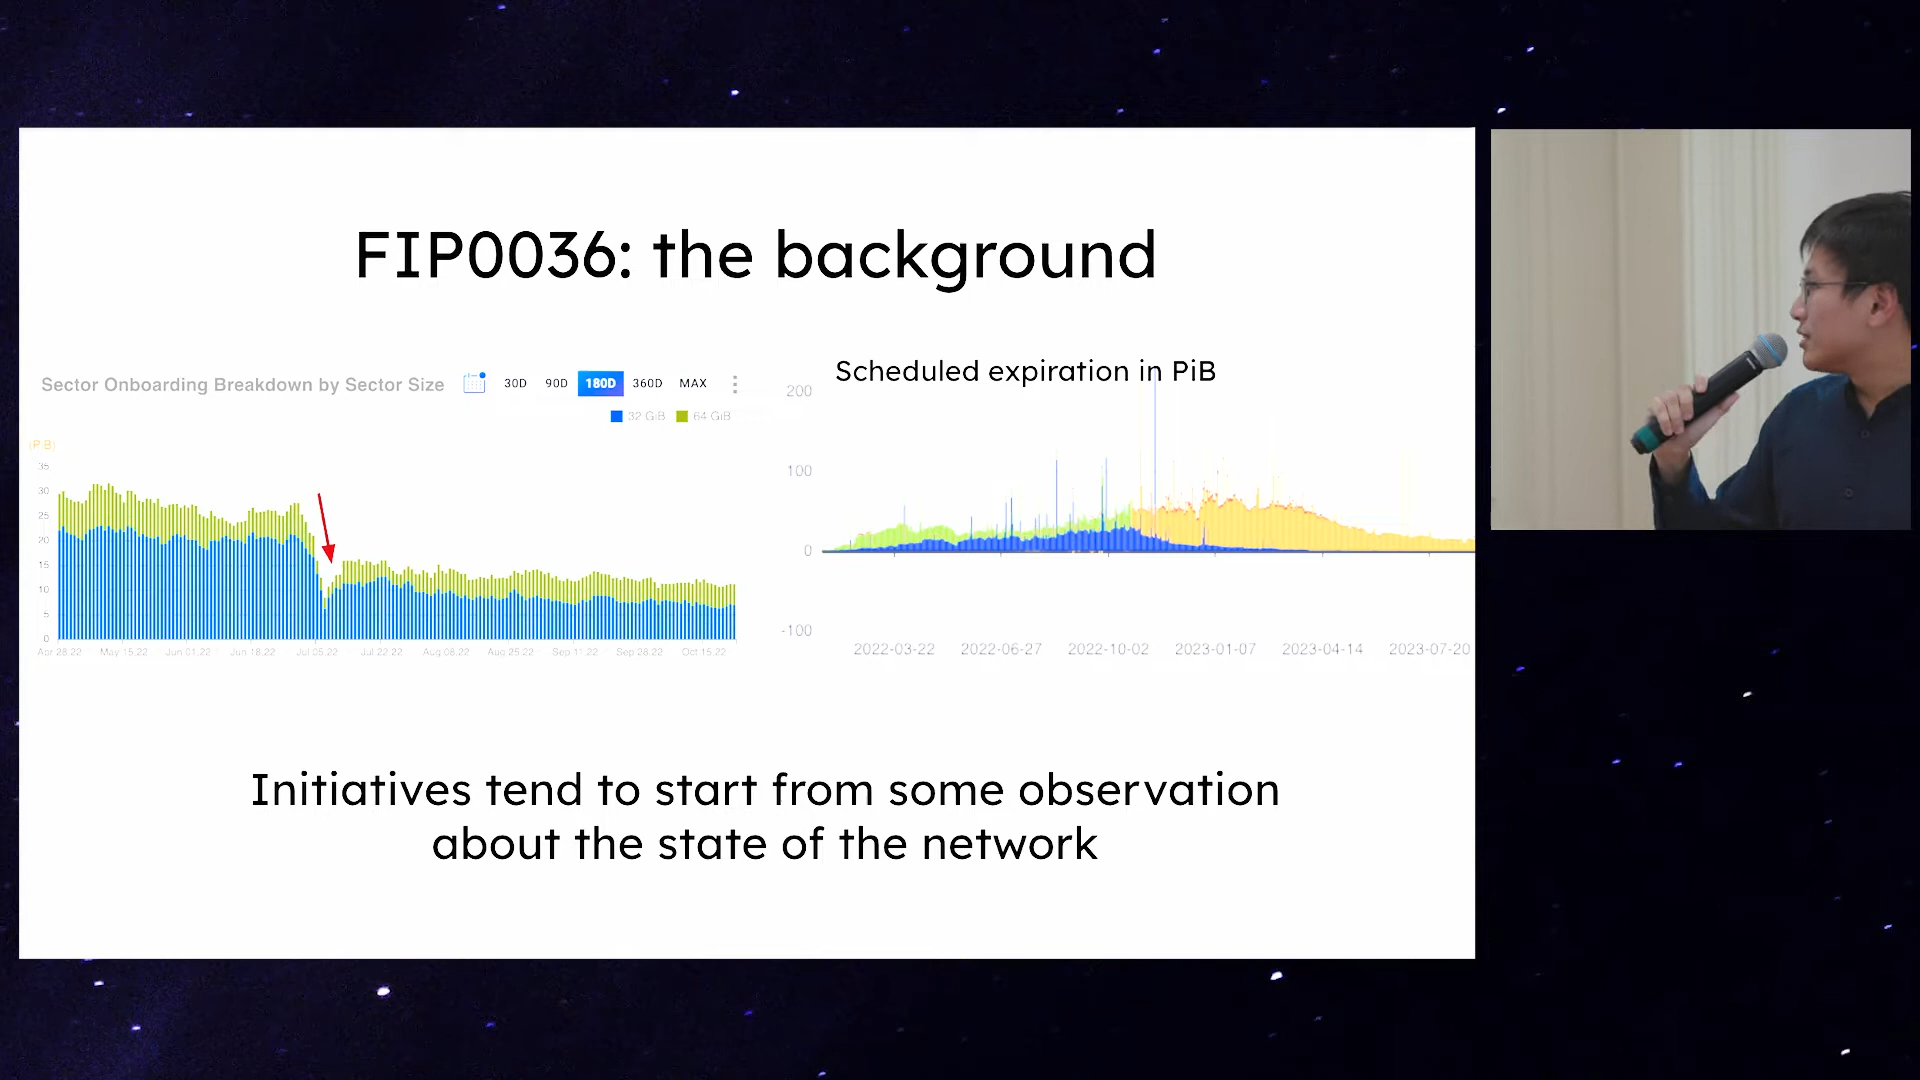 FIP0036: the background
Sector Onboarding Breakdown by Sector Size
30D 90D 180D 360D MAX
32 GiB 64 GiB
(PiB)
35
30
25
20
15
10
5
0
Apr 28.22 May 15.22 Jun 01.22 Jun 18.22 Jul 05.22 Jul 22.22 Aug 08.22 Aug 25.22 Sep 11.22 Sep 28.22 Oct 15.22
Scheduled expiration in PiB
200
100
0
-100
2022-03-22 2022-06-27 2022-10-02 2023-01-07 2023-04-14 2023-07-20
Initiatives tend to start from some observation
about the state of the network